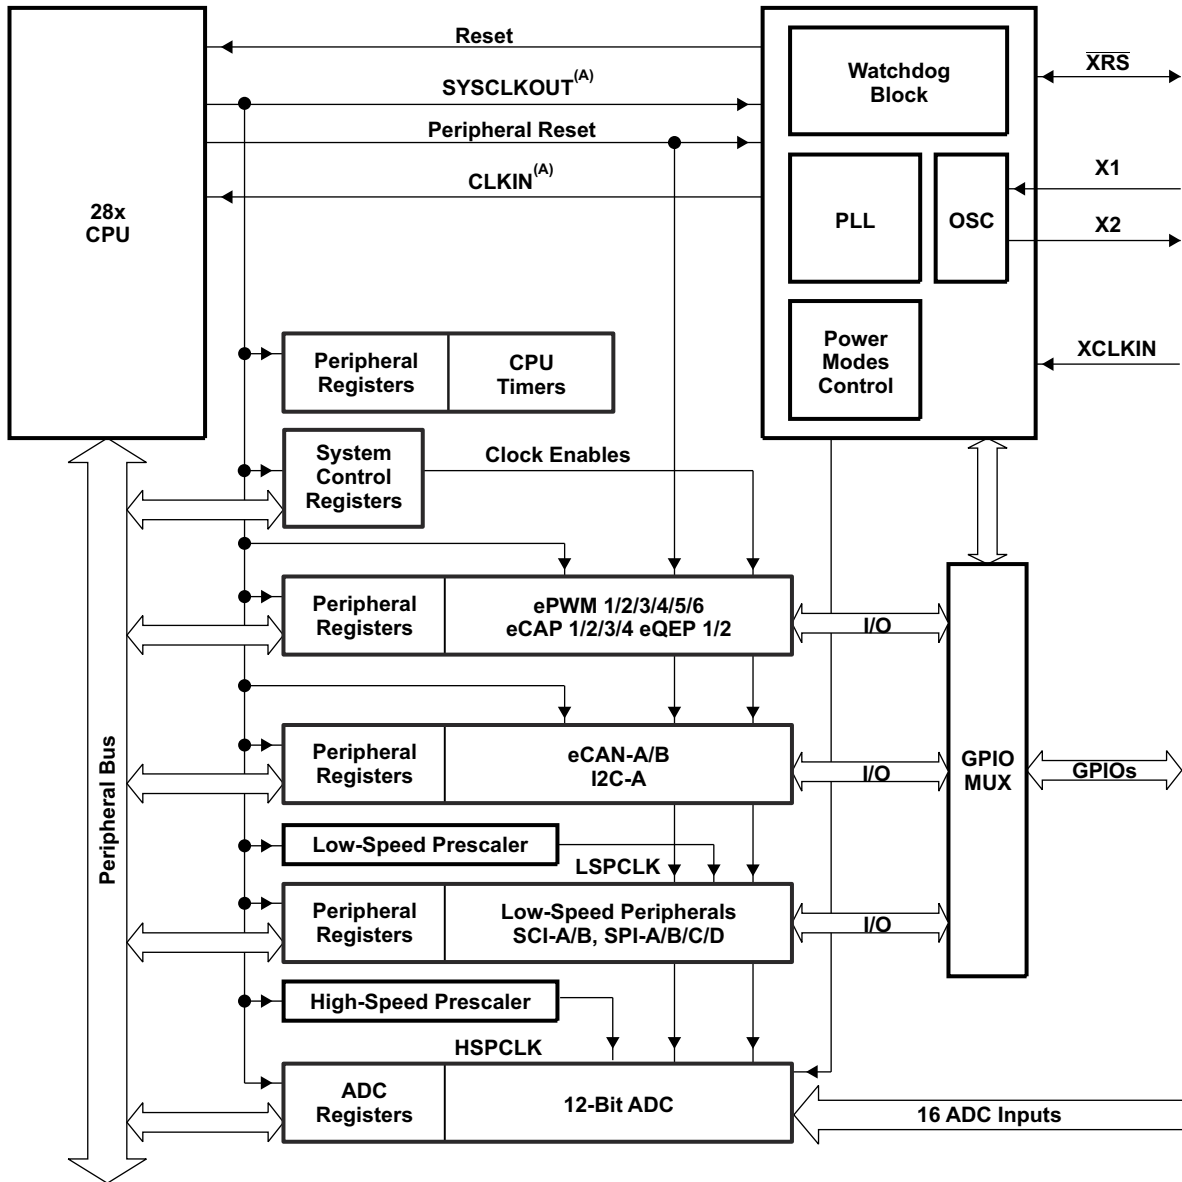 Reset
SYSCLKOUT(A)
Peripheral Reset
CLKIN(A)
28x
CPU
Watchdog
Block
PLL
OSC
Power
Modes
Control
XRS
X1
X2
XCLKIN
Peripheral
Registers
CPU
Timers
System
Control
Registers
Clock Enables
Peripheral
Registers
ePWM 1/2/3/4/5/6
eCAP 1/2/3/4 eQEP 1/2
I/O
Peripheral Bus
Peripheral
Registers
eCAN-A/B
I2C-A
I/O
GPIO
MUX
GPIOs
Low-Speed Prescaler
LSPCLK
Peripheral
Registers
Low-Speed Peripherals
SCI-A/B, SPI-A/B/C/D
I/O
High-Speed Prescaler
HSPCLK
ADC
Registers
12-Bit ADC
16 ADC Inputs